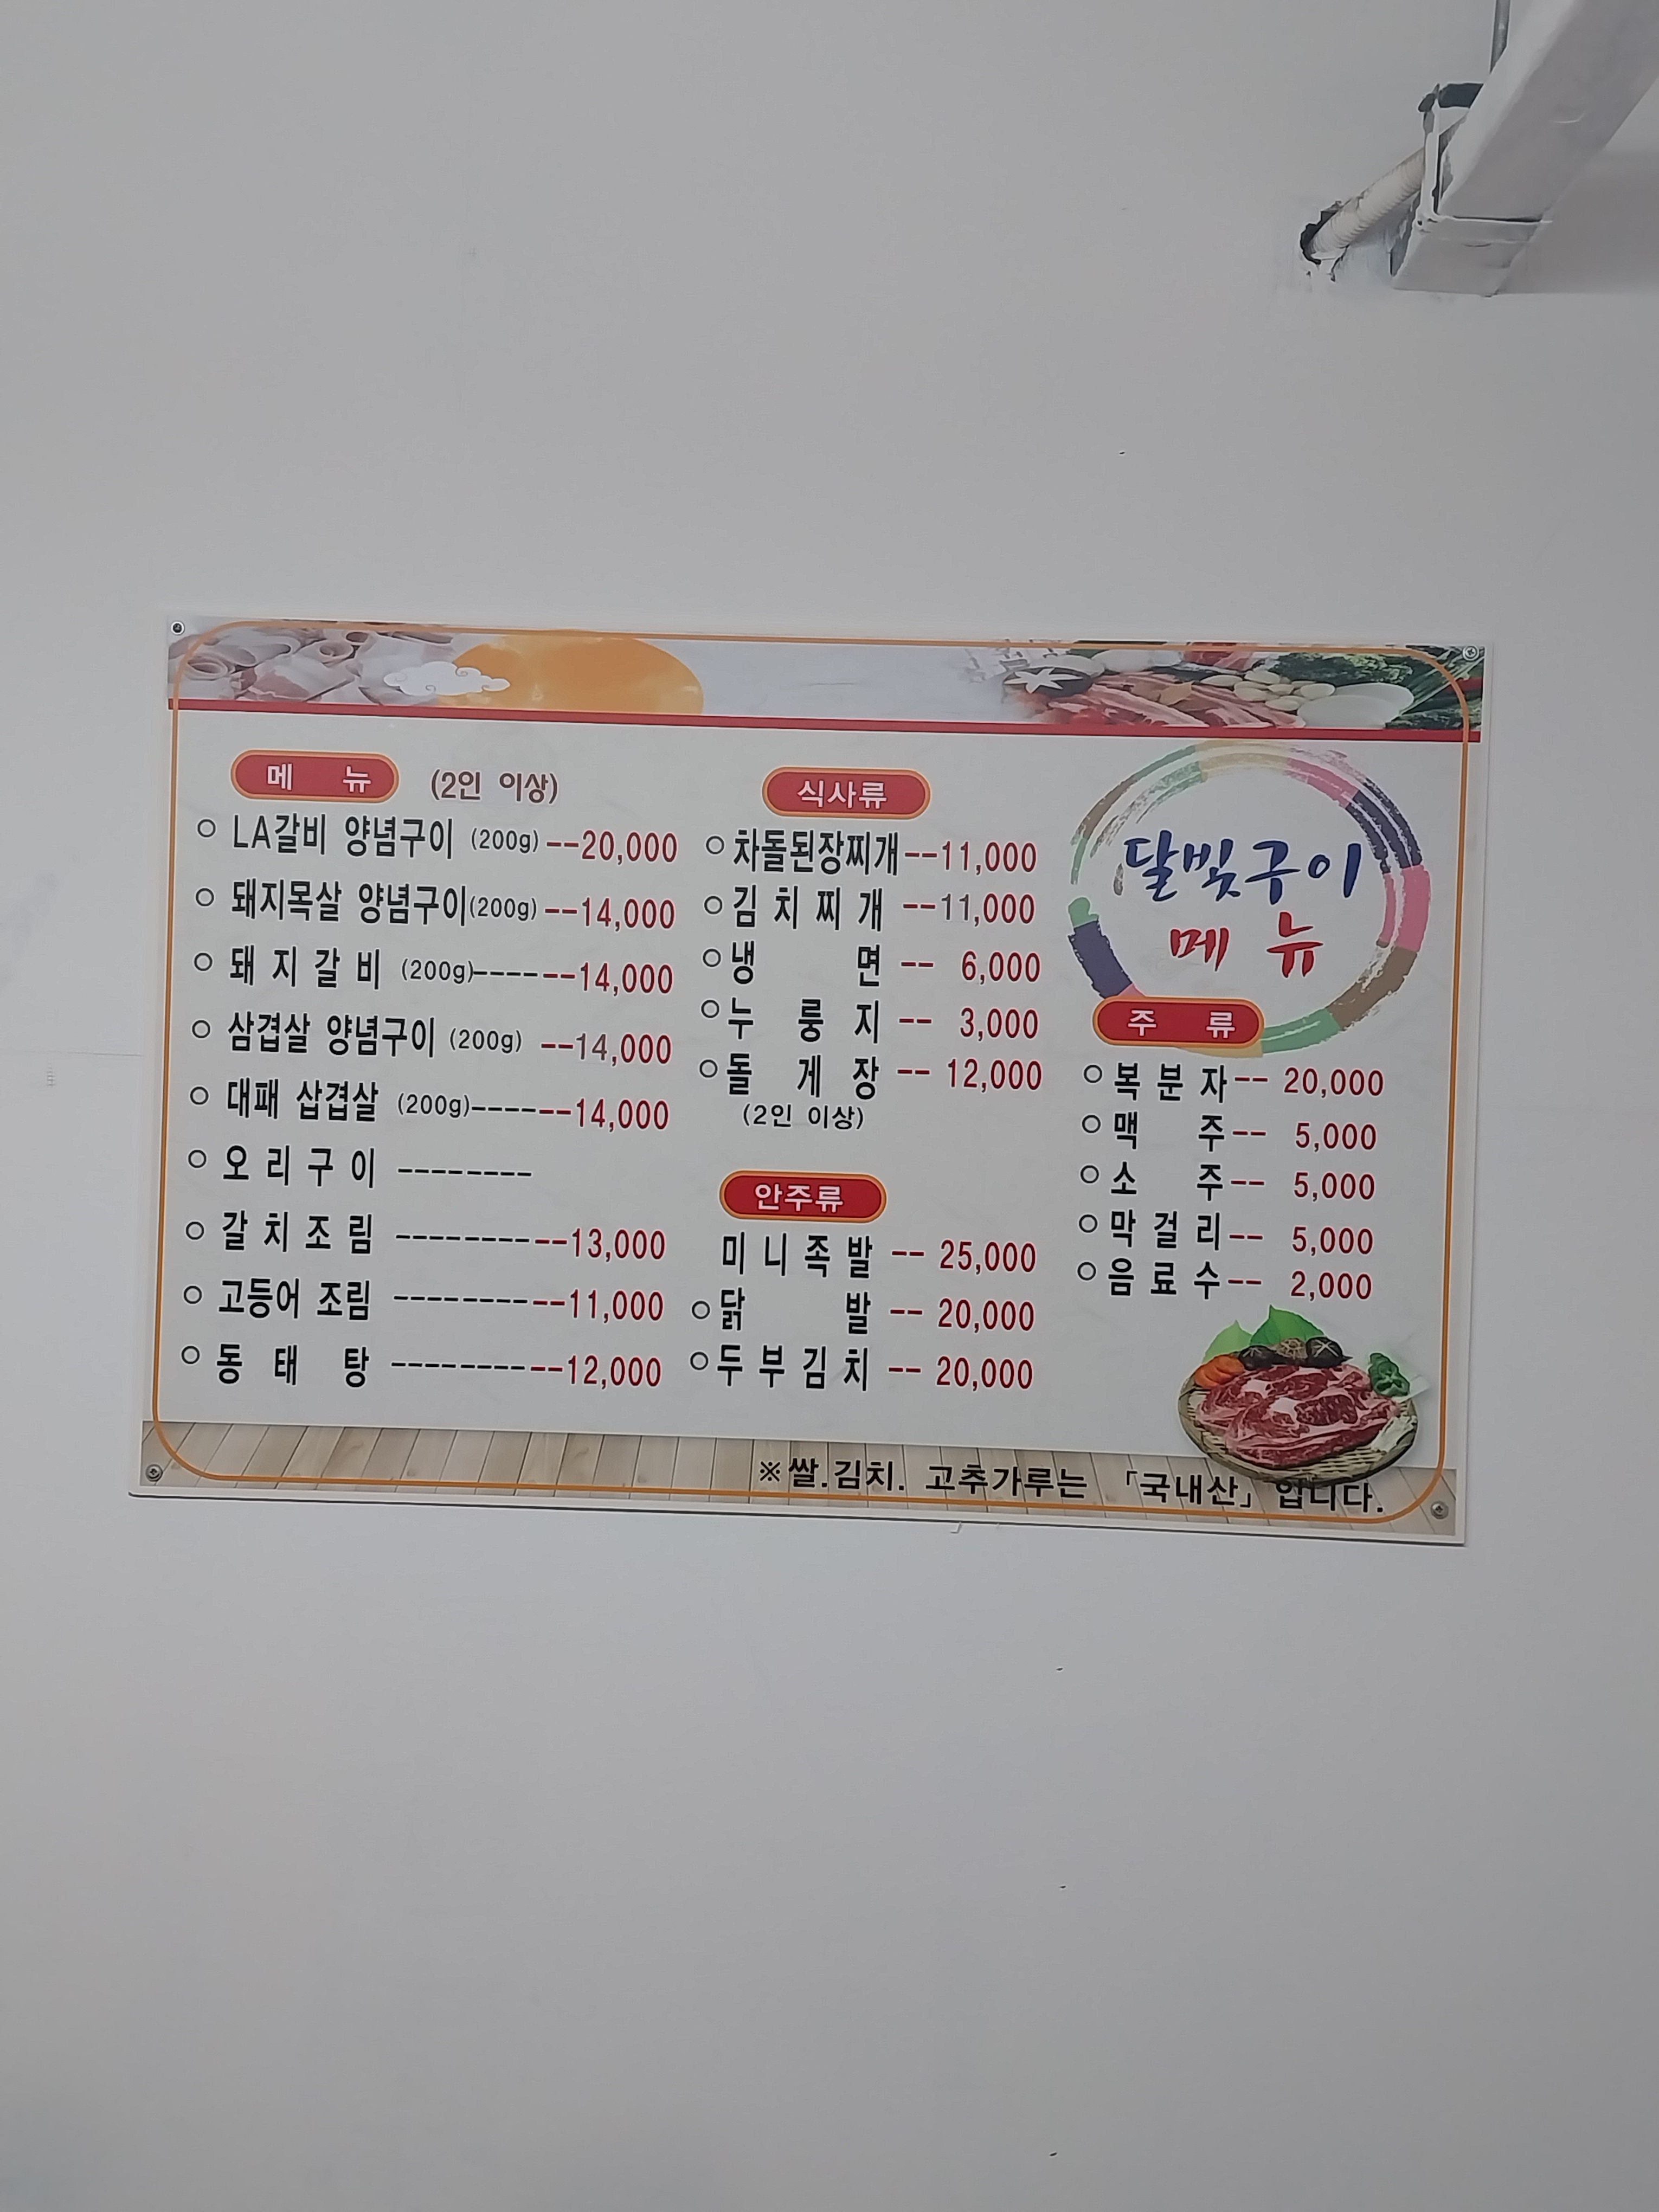 메 뉴 (2인 이상)
○ LA갈비 양념구이 (200g) --20,000
○ 돼지목살 양념구이(200g) --14,000
○ 돼 지 갈 비 (200g)------14,000
○ 삼겹살 양념구이 (200g) --14,000
○ 대패 삽겹살 (200g)------14,000
○ 오 리 구 이 --------
○ 갈 치 조 림 ----------13,000
○ 고등어 조림 ----------11,000
○ 동 태 탕 ----------12,000
식사류
○ 차돌된장찌개--11,000
○ 김 치 찌 개 --11,000
○ 냉 면 -- 6,000
○ 누 룽 지 -- 3,000
○ 돌 게 장 -- 12,000
(2인 이상)
안주류
미 니 족 발 -- 25,000
○ 닭 발 -- 20,000
○ 두 부 김 치 -- 20,000
달빛구이
메 뉴
주 류
○ 복 분 자-- 20,000
○ 맥 주-- 5,000
○ 소 주-- 5,000
○ 막 걸 리-- 5,000
○ 음 료 수-- 2,000
※쌀.김치. 고추가루는 「국내산」 입니다.